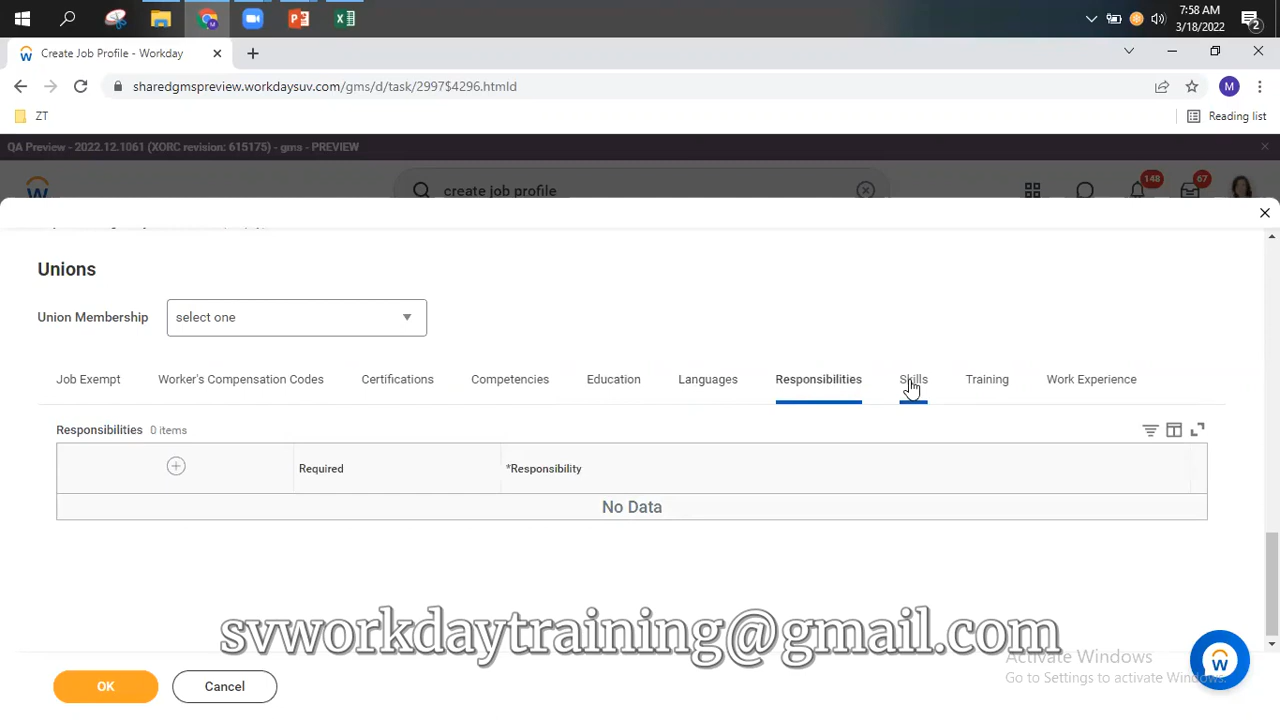 7:58 AM
3/18/2022
2
Create Job Profile - Workday
sharedgmspreview.workdaysuv.com/gms/d/task/2997$4296.htmld
M
ZT
Reading list
QA Preview - 2022.12.1061 (XORC revision: 615175) - gms - PREVIEW
create job profile
148
67
Unions
Union Membership
select one
Job Exempt Worker's Compensation Codes Certifications Competencies Education Languages Responsibilities Skills Training Work Experience
Responsibilities 0 items
Required *Responsibility
No Data
svworkdaytraining@gmail.com
Activate Windows
Go to Settings to activate Windows.
OK Cancel